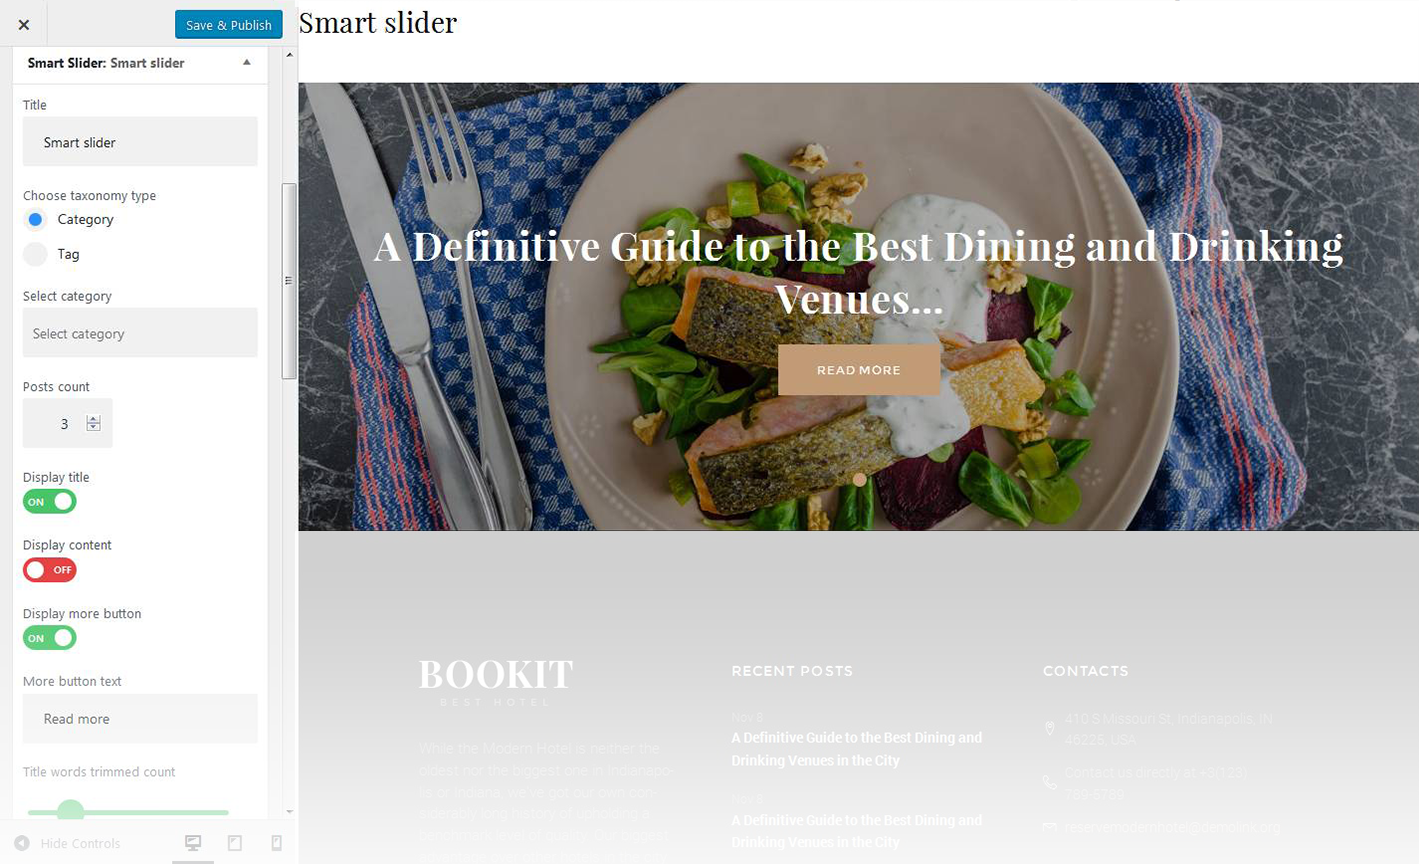 Save & Publish
Smart Slider: Smart slider
Title
Smart slider
Choose taxonomy type
Category
Tag
Select category
Select category
Posts count
3
Display title
ON
Display content
OFF
Display more button
ON
More button text
Read more
Title words trimmed count
Hide Controls
Smart slider
A Definitive Guide to the Best Dining and Drinking
Venues...
READ MORE
BOOKIT
BEST HOTEL
While the Modern Hotel is neither the
oldest nor the biggest one in Indianapo-
RECENT POSTS
Nov 8
A Definitive Guide to the Best Dining and
Drinking Venues in the City
A Definitive Guide to the Best Dining and
Drinking Venues in the City
CONTACTS
410 S Missouri St, Indianapolis, IN
46225, USA
Contact us directly at +3(123)
789-5789
reservemodernhotel@demolink.org